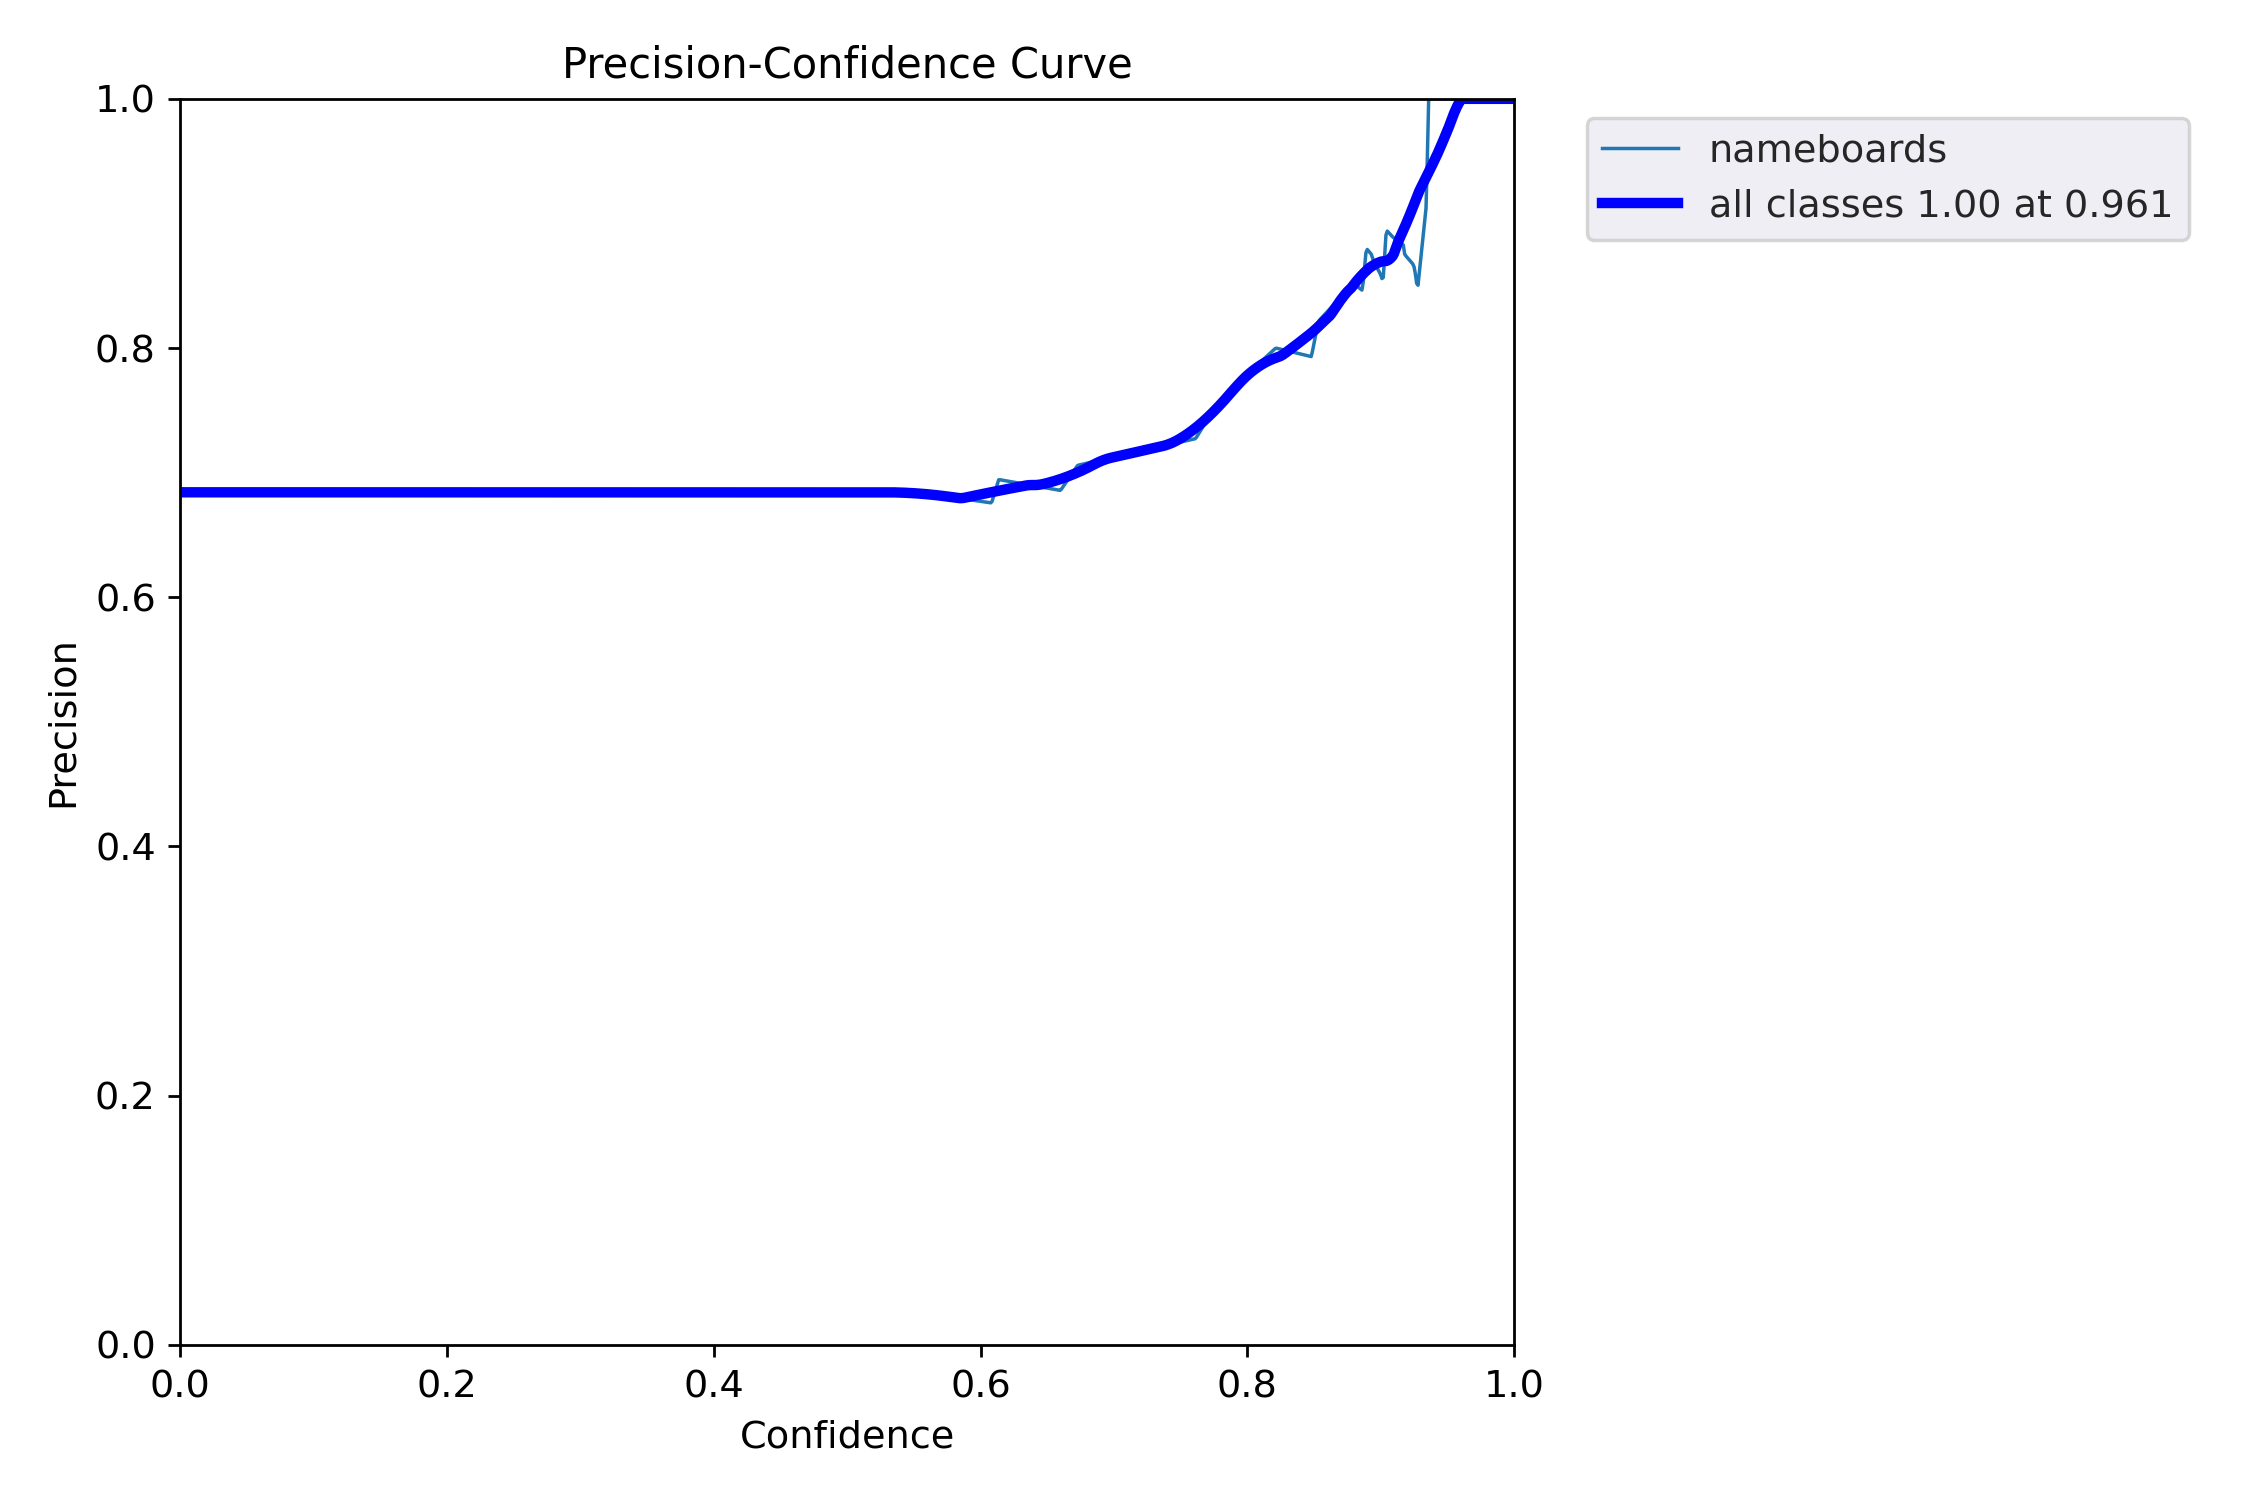 Precision-Confidence Curve
1.0
0.8
0.6
0.4
0.2
0.0
Precision
0.0 0.2 0.4 0.6 0.8 1.0
Confidence
nameboards
all classes 1.00 at 0.961